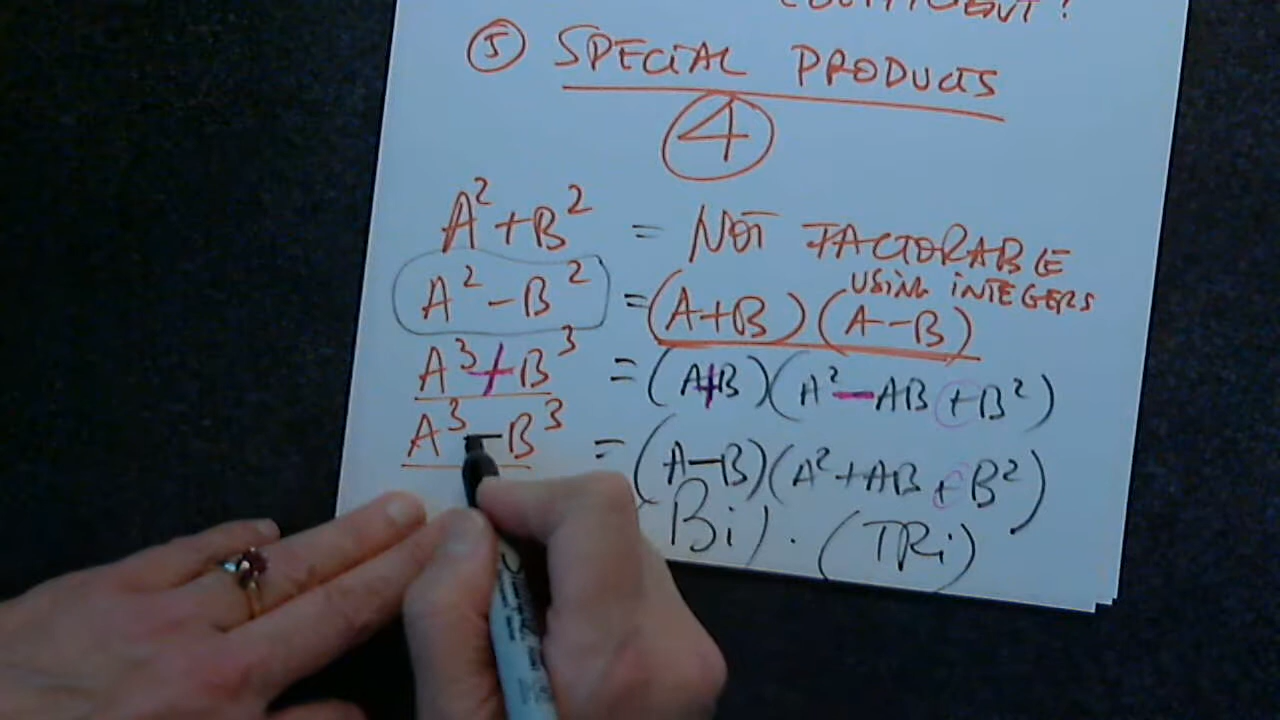 COEFFICIENT?
⑤ SPECIAL PRODUCTS
④
A² + B² = NOT FACTORABLE
USING INTEGERS
A² - B² = (A+B)(A-B)
A³ + B³ = (A+B)(A² - AB + B²)
A³ - B³ = (A-B)(A² + AB + B²)
Bi) · (TRi)